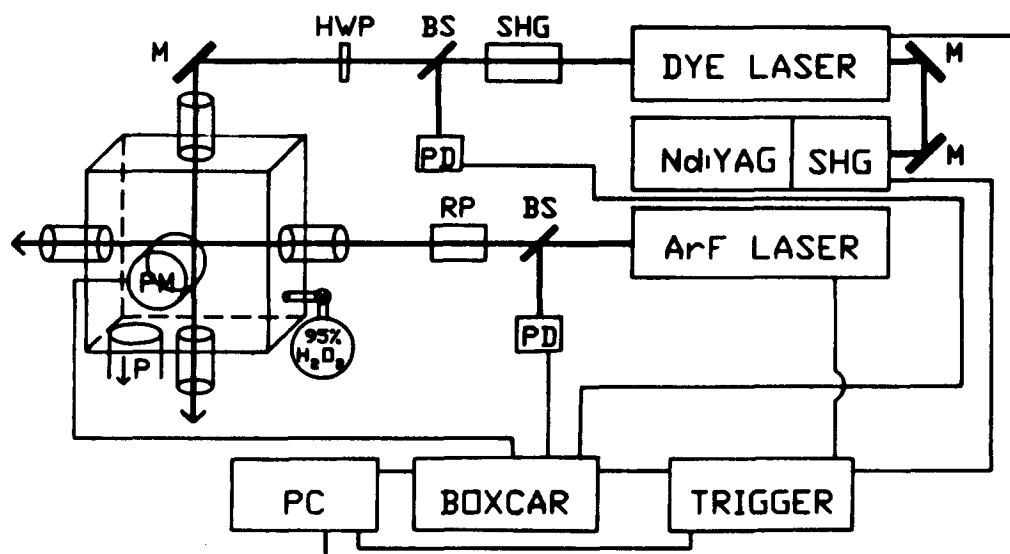 HWP BS SHG
M DYE LASER M
PD Nd:YAG SHG M
RP BS ArF LASER
PM
95%
H₂O₂
PD
P
PC BOXCAR TRIGGER